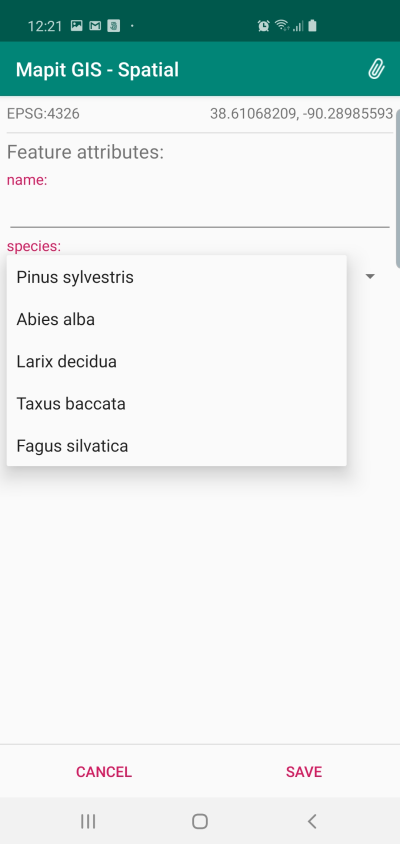 12:21
Mapit GIS - Spatial
EPSG:4326 38.61068209, -90.28985593
Feature attributes:
name:
species:
Pinus sylvestris
Abies alba
Larix decidua
Taxus baccata
Fagus silvatica
CANCEL SAVE